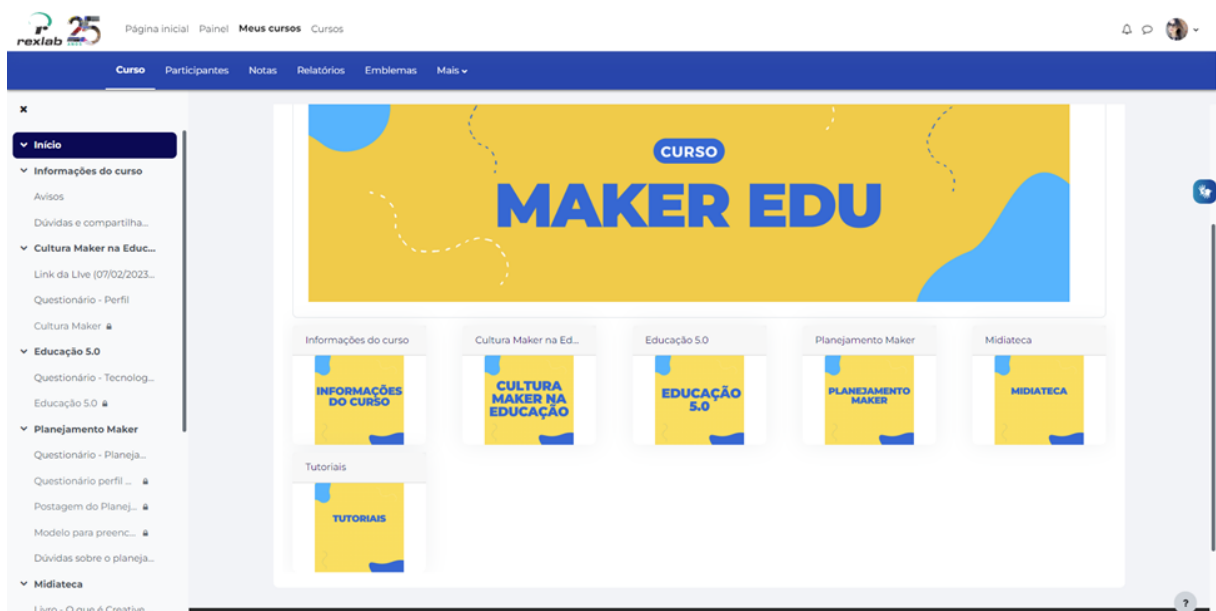 rexlab 25
Página inicial Painel Meus cursos Cursos
Curso Participantes Notas Relatórios Emblemas Mais
Início
Informações do curso
Avisos
Dúvidas e compartilha...
Cultura Maker na Educ...
Link da LIve (07/02/2023...
Questionário - Perfil
Cultura Maker
Educação 5.0
Questionário - Tecnolog...
Educação 5.0
Planejamento Maker
Questionário - Planeja...
Questionário perfil ...
Postagem do Planej...
Modelo para preenc...
Dúvidas sobre o planeja...
Midiateca
Livro - O que é Creative
CURSO
MAKER EDU
Informações do curso
INFORMAÇÕES
DO CURSO
Cultura Maker na Ed...
CULTURA
MAKER NA
EDUCAÇÃO
Educação 5.0
EDUCAÇÃO
5.0
Planejamento Maker
PLANEJAMENTO
MAKER
Midiateca
MIDIATECA
Tutoriais
TUTORIAIS
?